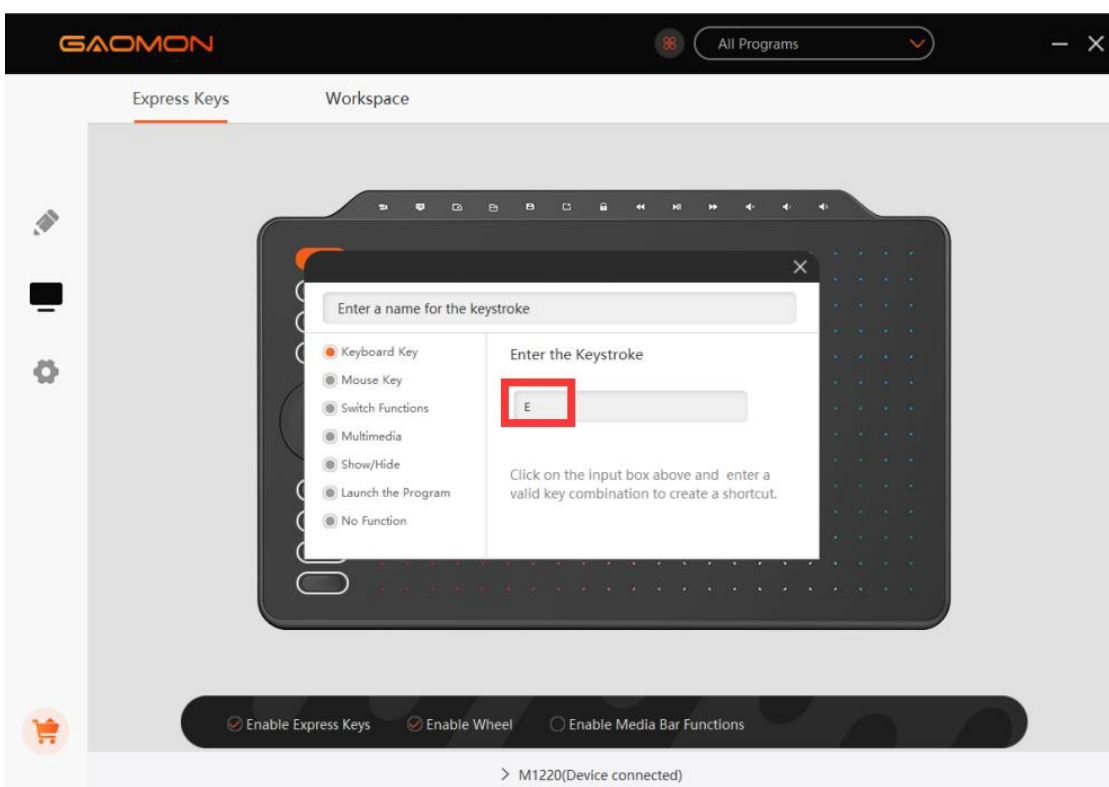 GAOMON
All Programs
Express Keys
Workspace
Enter a name for the keystroke
Keyboard Key
Mouse Key
Switch Functions
Multimedia
Show/Hide
Launch the Program
No Function
Enter the Keystroke
E
Click on the input box above and enter a
valid key combination to create a shortcut.
Enable Express Keys
Enable Wheel
Enable Media Bar Functions
M1220(Device connected)